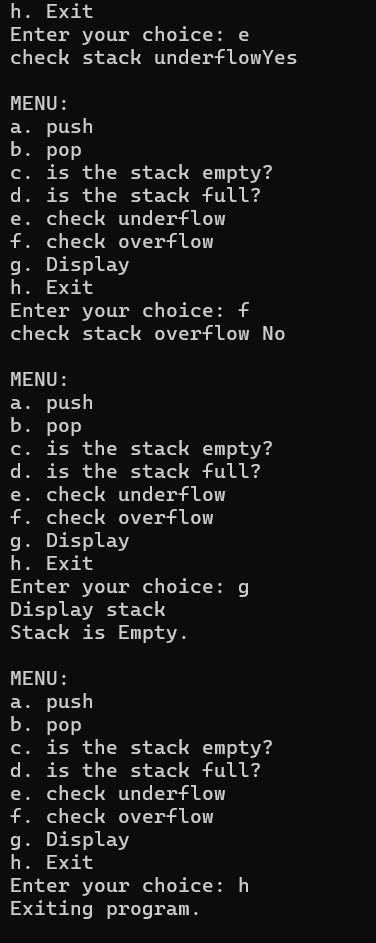 h. Exit
Enter your choice: e
check stack underflowYes

MENU:
a. push
b. pop
c. is the stack empty?
d. is the stack full?
e. check underflow
f. check overflow
g. Display
h. Exit
Enter your choice: f
check stack overflow No

MENU:
a. push
b. pop
c. is the stack empty?
d. is the stack full?
e. check underflow
f. check overflow
g. Display
h. Exit
Enter your choice: g
Display stack
Stack is Empty.

MENU:
a. push
b. pop
c. is the stack empty?
d. is the stack full?
e. check underflow
f. check overflow
g. Display
h. Exit
Enter your choice: h
Exiting program.